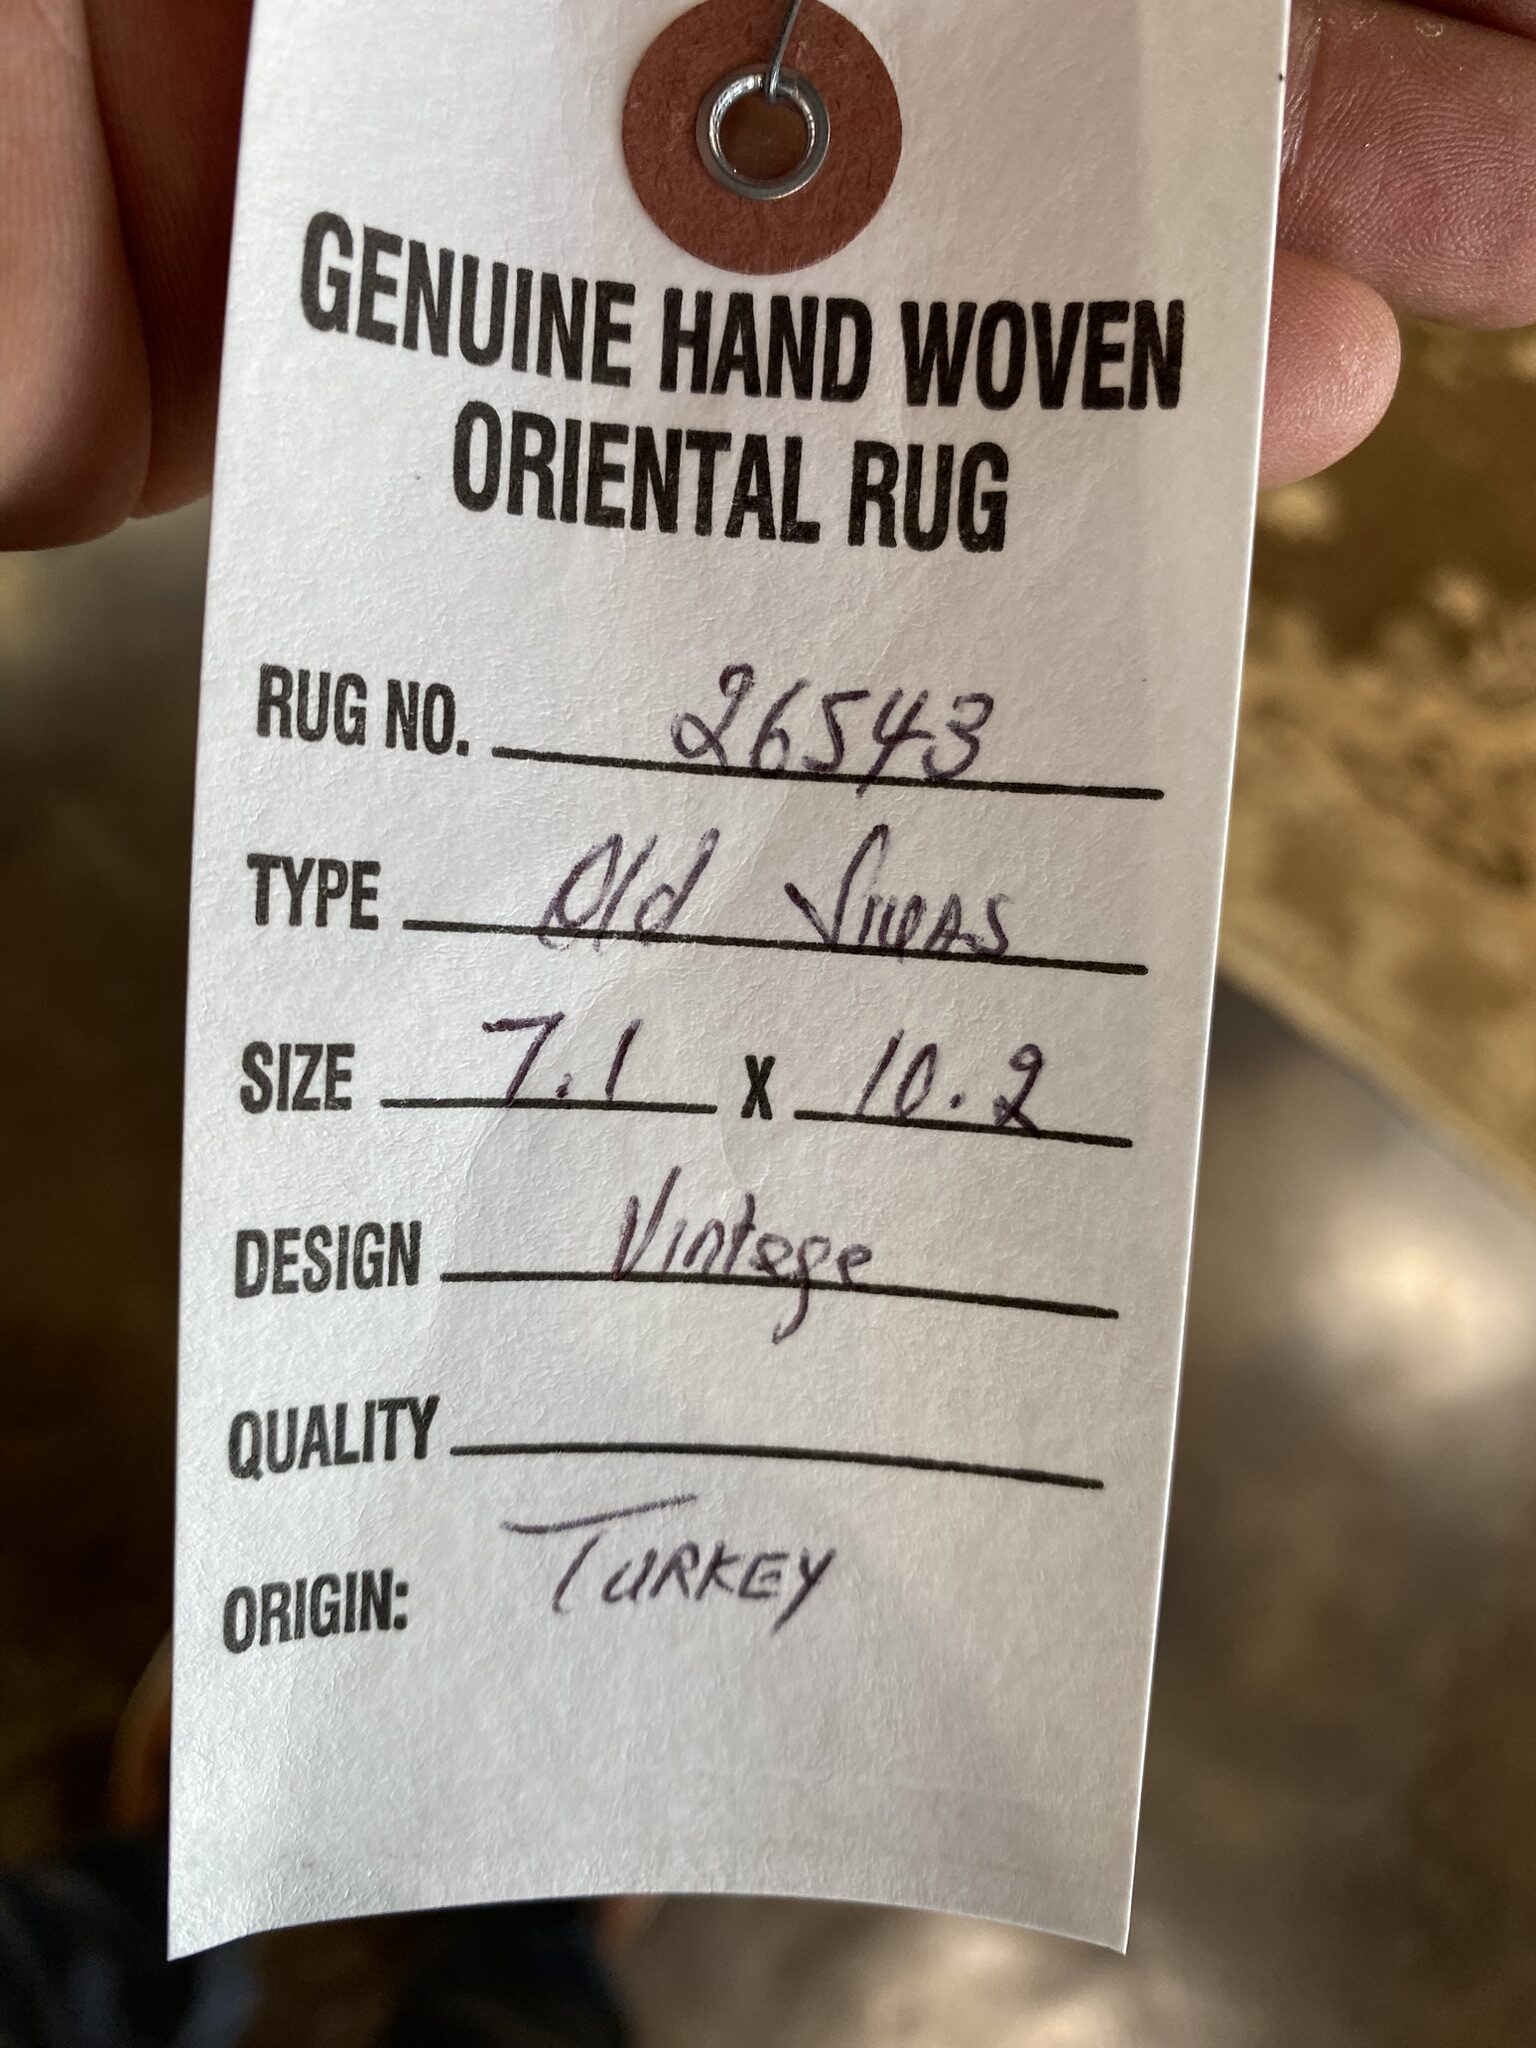 GENUINE HAND WOVEN
ORIENTAL RUG
RUG NO. 26543
TYPE Old Sivas
SIZE 7.1 X 10.2
DESIGN Vintage
QUALITY
ORIGIN: TURKEY